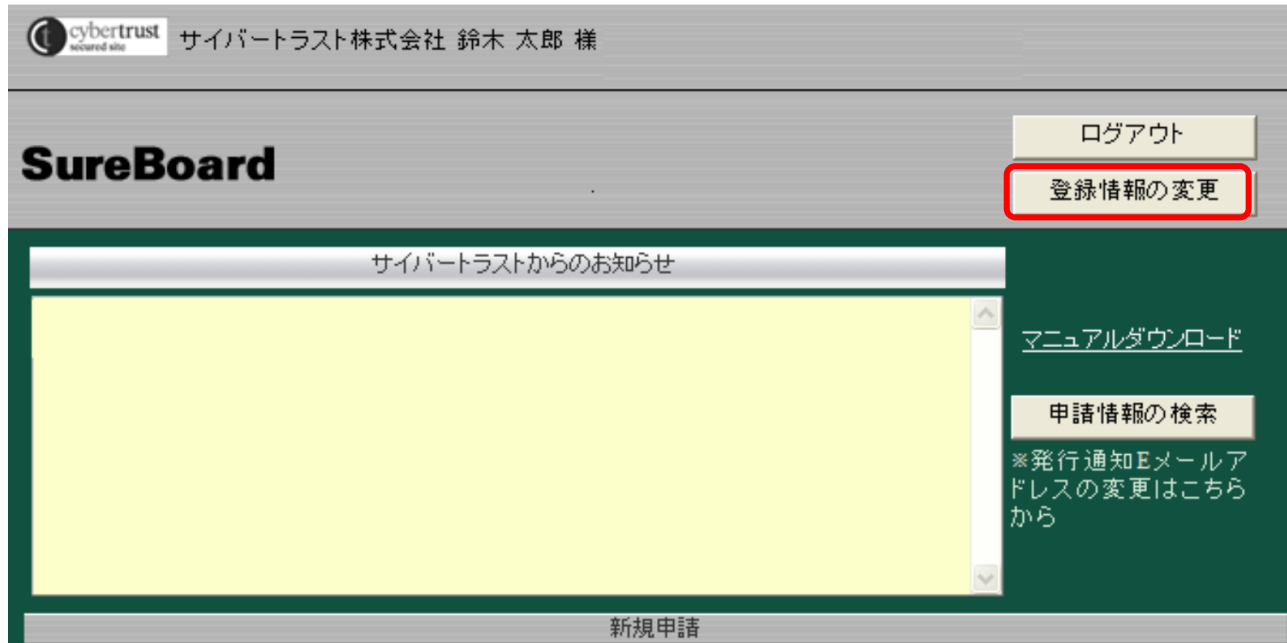 cybertrust
secured site
サイバートラスト株式会社 鈴木 太郎 様
SureBoard
ログアウト
登録情報の変更
サイバートラストからのお知らせ
マニュアルダウンロード
申請情報の検索
※発行通知Eメールア
ドレスの変更はこちら
から
新規申請